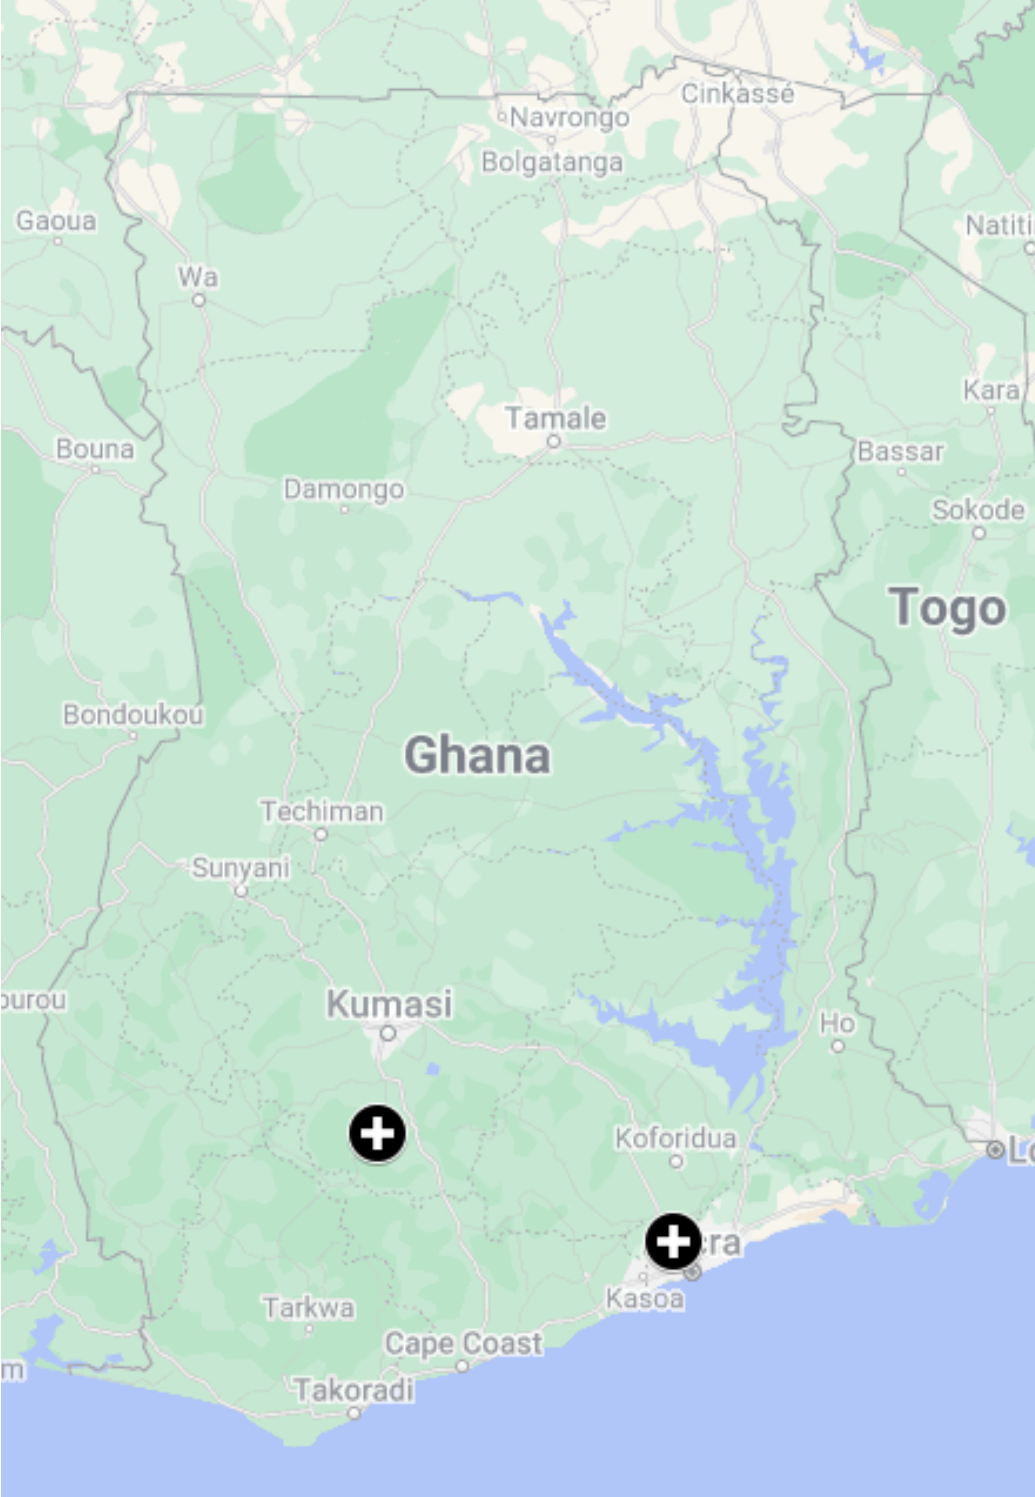 Cinkassé
Navrongo
Bolgatanga
Gaoua
Natiti
Wa
Kara
Tamale
Bouna
Bassar
Damongo
Sokode
Togo
Bondoukou
Ghana
Techiman
Sunyani
ourou
Kumasi
Ho
Koforidua
Lo
ra
Kasoa
Tarkwa
Cape Coast
m
Takoradi